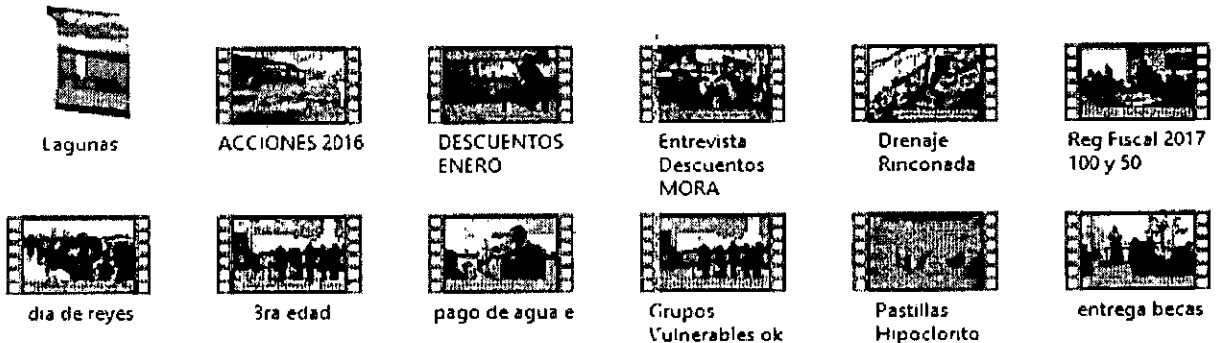 Lagunas
ACCIONES 2016
DESCUENTOS
ENERO
Entrevista
Descuentos
MORA
Drenaje
Rinconada
Reg Fiscal 2017
100 y 50
dia de reyes
3ra edad
pago de agua e
Grupos
Vulnerables ok
Pastillas
Hipoclorito
entrega becas